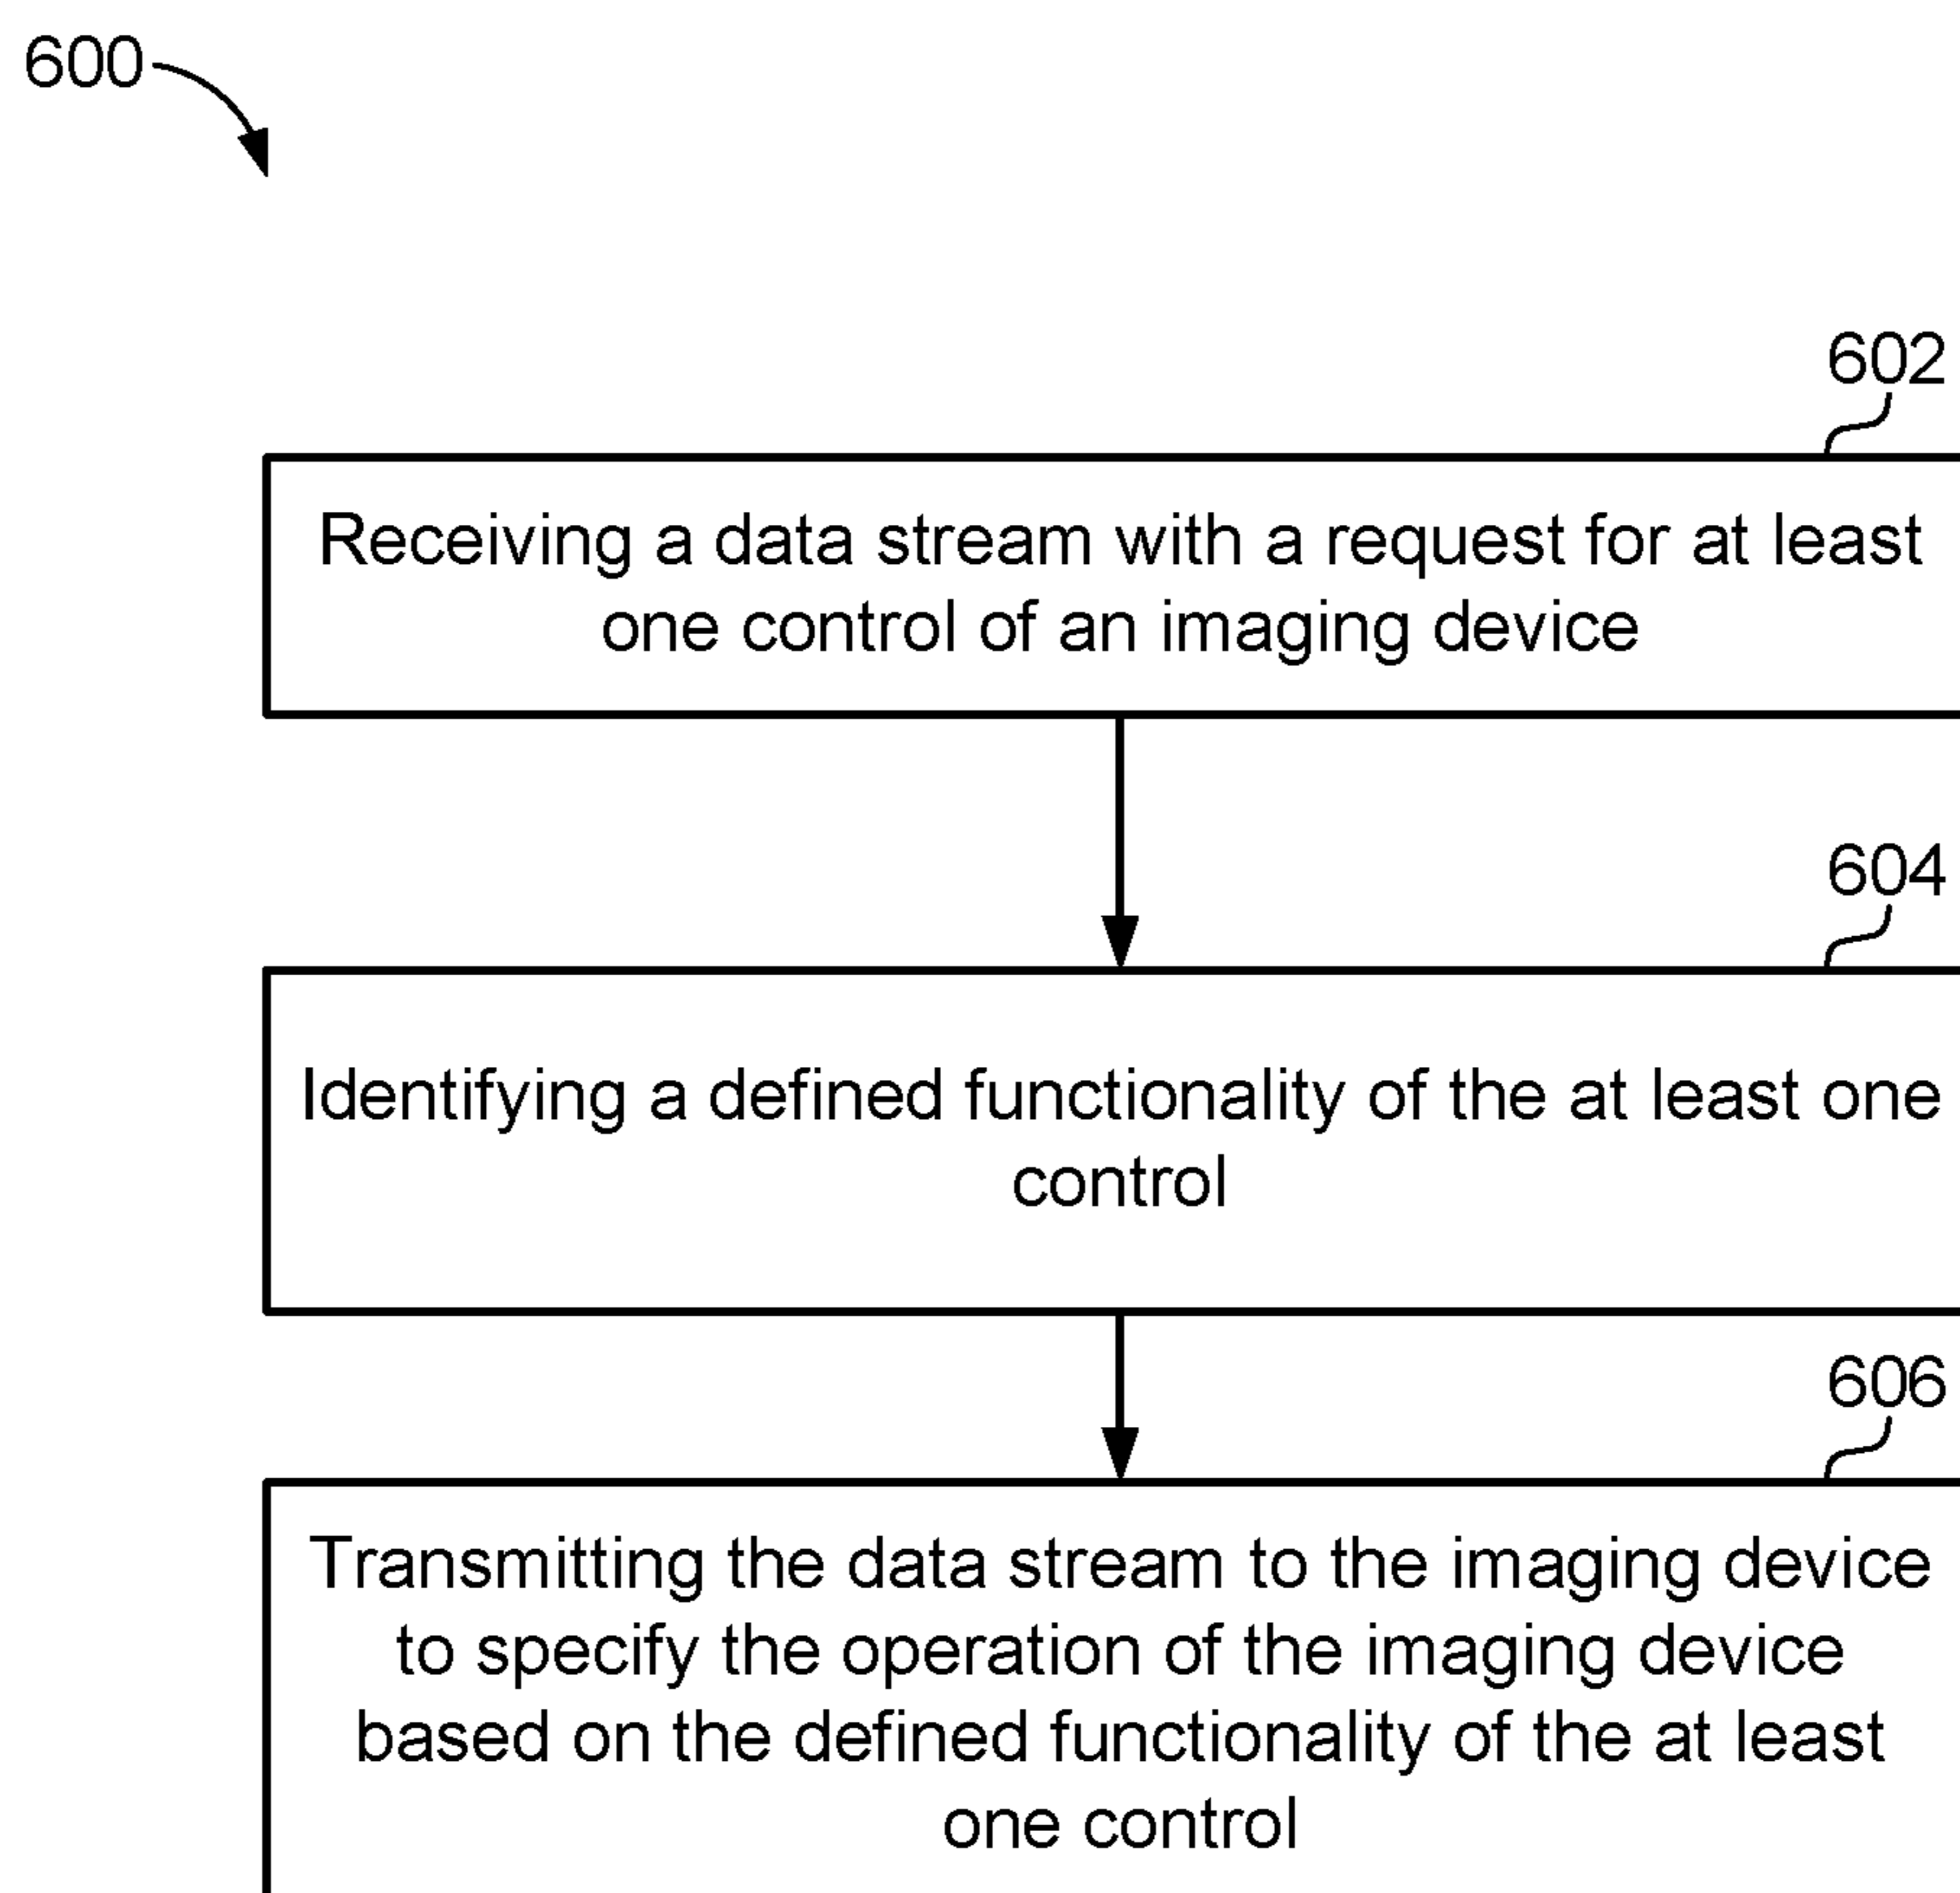 600
602
Receiving a data stream with a request for at least
one control of an imaging device
604
Identifying a defined functionality of the at least one
control
606
Transmitting the data stream to the imaging device
to specify the operation of the imaging device
based on the defined functionality of the at least
one control